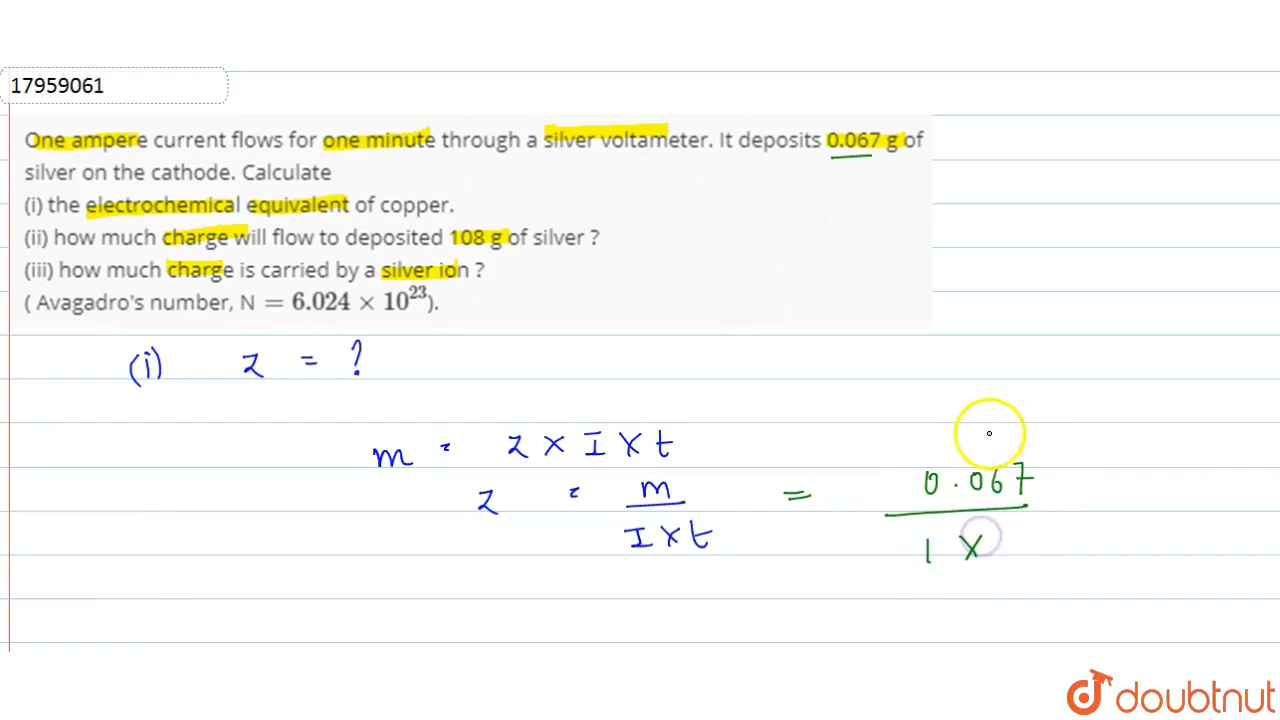 17959061
One ampere current flows for one minute through a silver voltameter. It deposits 0.067 g of
silver on the cathode. Calculate
(i) the electrochemical equivalent of copper.
(ii) how much charge will flow to deposited 108 g of silver ?
(iii) how much charge is carried by a silver ion ?
( Avagadro's number, N = 6.024 × 10²³).
(i) z = ?
m = z × I × t
z = m / I × t = 0.067 / 1 ×
doubtnut